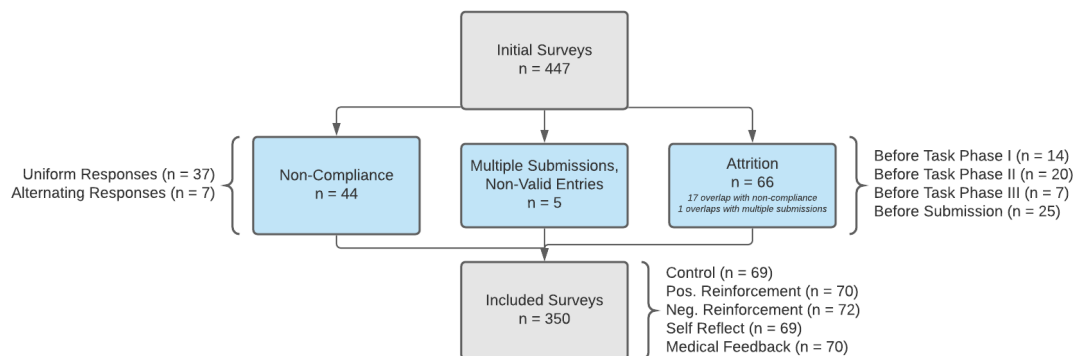 Initial Surveys
n = 447
Uniform Responses (n = 37)
Alternating Responses (n = 7)
Non-Compliance
n = 44
Multiple Submissions,
Non-Valid Entries
n = 5
Attrition
n = 66
17 overlap with non-compliance
1 overlaps with multiple submissions
Before Task Phase I (n = 14)
Before Task Phase II (n = 20)
Before Task Phase III (n = 7)
Before Submission (n = 25)
Included Surveys
n = 350
Control (n = 69)
Pos. Reinforcement (n = 70)
Neg. Reinforcement (n = 72)
Self Reflect (n = 69)
Medical Feedback (n = 70)